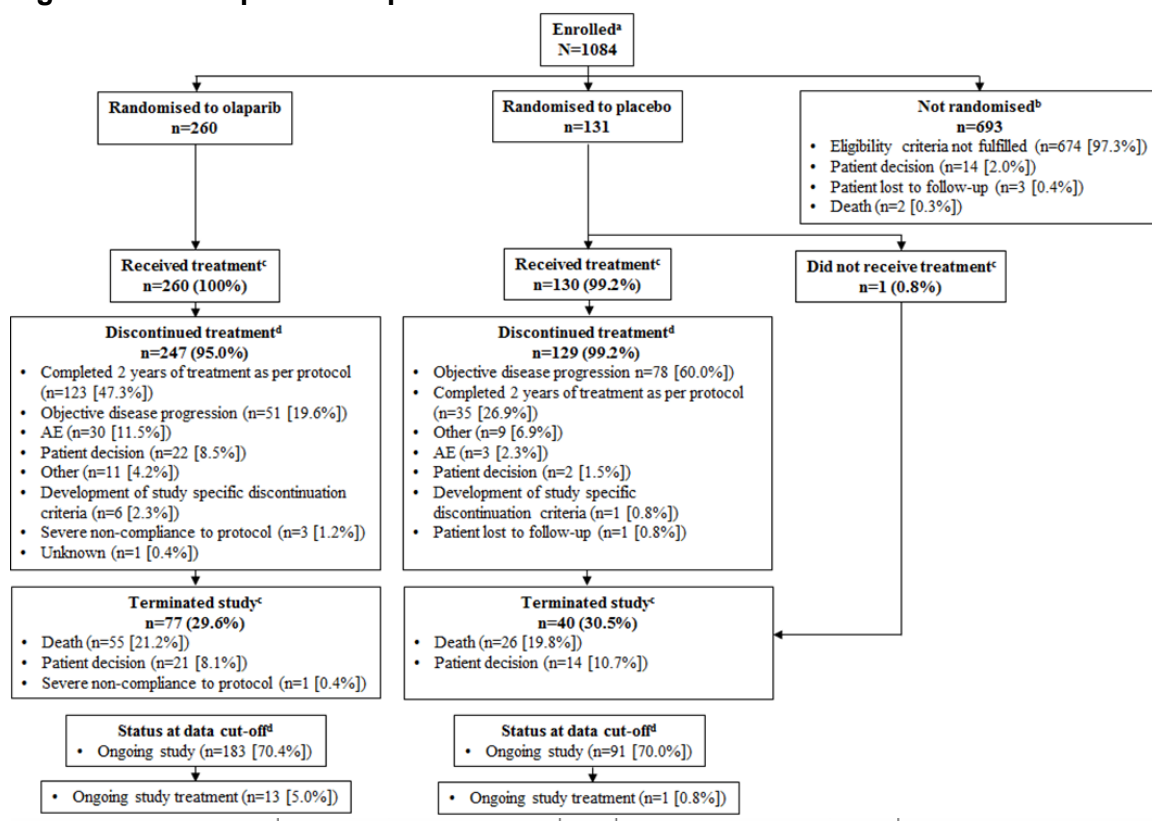 Enrolledᵃ
N=1084
Randomised to olaparib
n=260
Randomised to placebo
n=131
Not randomisedᵇ
n=693
• Eligibility criteria not fulfilled (n=674 [97.3%])
• Patient decision (n=14 [2.0%])
• Patient lost to follow-up (n=3 [0.4%])
• Death (n=2 [0.3%])
Received treatmentᶜ
n=260 (100%)
Received treatmentᶜ
n=130 (99.2%)
Did not receive treatmentᶜ
n=1 (0.8%)
Discontinued treatmentᵈ
n=247 (95.0%)
• Completed 2 years of treatment as per protocol
(n=123 [47.3%])
• Objective disease progression (n=51 [19.6%])
• AE (n=30 [11.5%])
• Patient decision (n=22 [8.5%])
• Other (n=11 [4.2%])
• Development of study specific discontinuation
criteria (n=6 [2.3%])
• Severe non-compliance to protocol (n=3 [1.2%])
• Unknown (n=1 [0.4%])
Discontinued treatmentᵈ
n=129 (99.2%)
• Objective disease progression n=78 [60.0%])
• Completed 2 years of treatment as per protocol
(n=35 [26.9%])
• Other (n=9 [6.9%])
• AE (n=3 [2.3%])
• Patient decision (n=2 [1.5%])
• Development of study specific
discontinuation criteria (n=1 [0.8%])
• Patient lost to follow-up (n=1 [0.8%])
Terminated studyᶜ
n=77 (29.6%)
• Death (n=55 [21.2%])
• Patient decision (n=21 [8.1%])
• Severe non-compliance to protocol (n=1 [0.4%])
Terminated studyᶜ
n=40 (30.5%)
• Death (n=26 [19.8%])
• Patient decision (n=14 [10.7%])
Status at data cut-offᵈ
• Ongoing study (n=183 [70.4%])
Status at data cut-offᵈ
• Ongoing study (n=91 [70.0%])
• Ongoing study treatment (n=13 [5.0%])
• Ongoing study treatment (n=1 [0.8%])